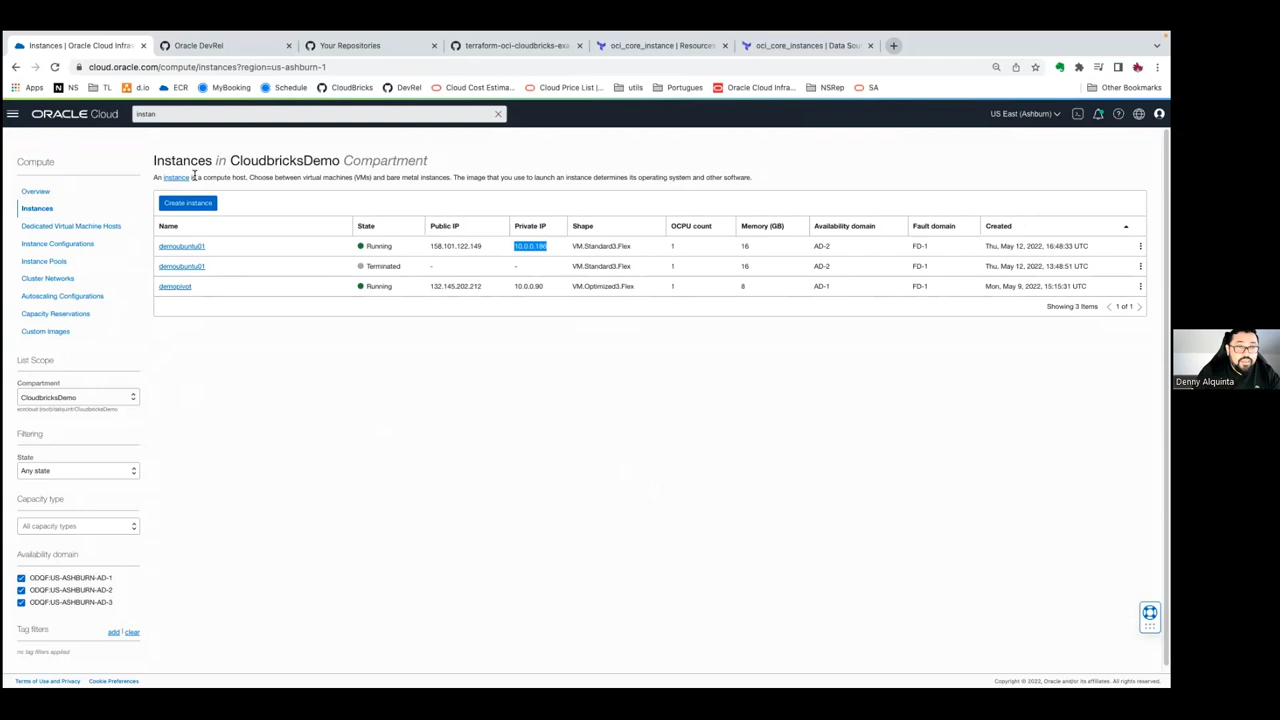 Instances | Oracle Cloud Infras
Oracle DevRel
Your Repositories
terraform-oci-cloudbricks-exa
oci_core_instance | Resources
oci_core_instances | Data Sour
cloud.oracle.com/compute/instances?region=us-ashburn-1
Apps
NS
TL
d.io
ECR
MyBooking
Schedule
CloudBricks
DevRel
Cloud Cost Estima...
Cloud Price List |...
utils
Portugues
Oracle Cloud Infra...
NSRep
SA
Other Bookmarks
ORACLE Cloud
instan
US East (Ashburn)
Compute
Overview
Instances
Dedicated Virtual Machine Hosts
Instance Configurations
Instance Pools
Cluster Networks
Autoscaling Configurations
Capacity Reservations
Custom Images
List Scope
Compartment
CloudbricksDemo
Filtering
State
Any state
Capacity type
All capacity types
Availability domain
ODQF:US-ASHBURN-AD-1
ODQF:US-ASHBURN-AD-2
ODQF:US-ASHBURN-AD-3
Tag filters add | clear
no tag filters applied
Instances in CloudbricksDemo Compartment
An instance is a compute host. Choose between virtual machines (VMs) and bare metal instances. The image that you use to launch an instance determines its operating system and other software.
Create instance
Name State Public IP Private IP Shape OCPU count Memory (GB) Availability domain Fault domain Created
demoubuntu01 Running 158.101.122.149 10.0.0.186 VM.Standard3.Flex 1 16 AD-2 FD-1 Thu, May 12, 2022, 16:48:33 UTC
demoubuntu01 Terminated - - VM.Standard3.Flex 1 16 AD-2 FD-1 Thu, May 12, 2022, 13:48:51 UTC
demopivot Running 132.145.202.212 10.0.0.90 VM.Optimized3.Flex 1 8 AD-1 FD-1 Mon, May 9, 2022, 15:15:31 UTC
Showing 3 Items 1 of 1
Denny Alquinta
Terms of Use and Privacy
Cookie Preferences
Copyright © 2022, Oracle and/or its affiliates. All rights reserved.